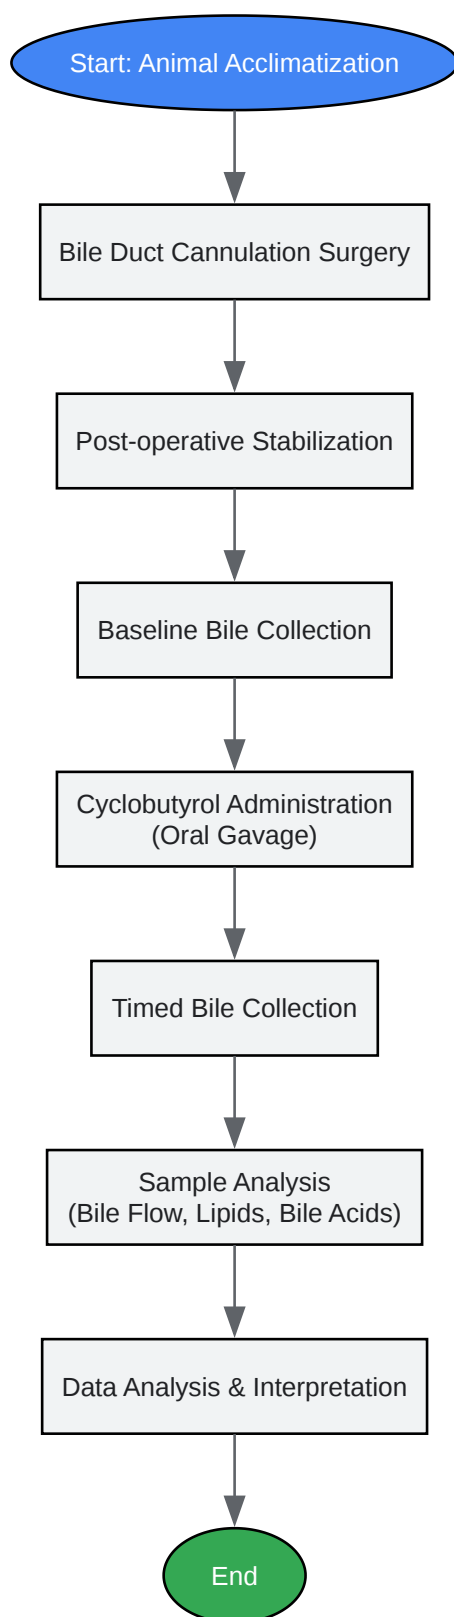 Start: Animal Acclimatization
Bile Duct Cannulation Surgery
Post-operative Stabilization
Baseline Bile Collection
Cyclobutyrol Administration
(Oral Gavage)
Timed Bile Collection
Sample Analysis
(Bile Flow, Lipids, Bile Acids)
Data Analysis & Interpretation
End